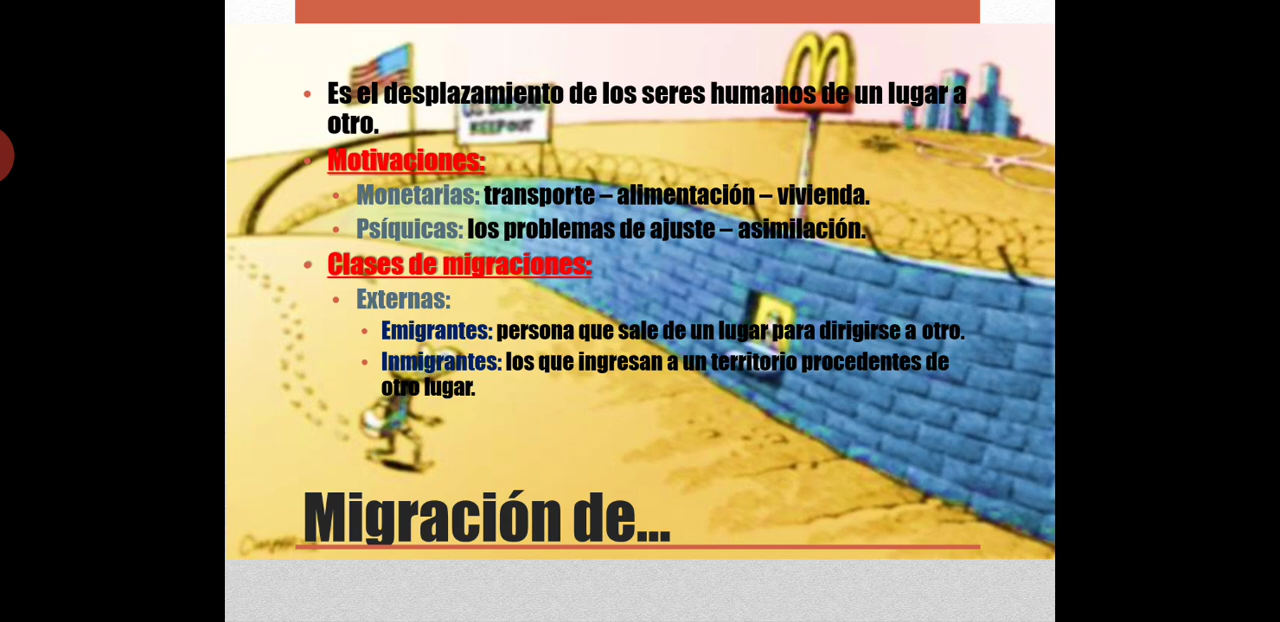 Es el desplazamiento de los seres humanos de un lugar a
otro.
Motivaciones:
Monetarias: transporte – alimentación – vivienda.
Psíquicas: los problemas de ajuste – asimilación.
Clases de migraciones:
Externas:
Emigrantes: persona que sale de un lugar para dirigirse a otro.
Inmigrantes: los que ingresan a un territorio procedentes de
otro lugar.
KEEP OUT
Migración de...